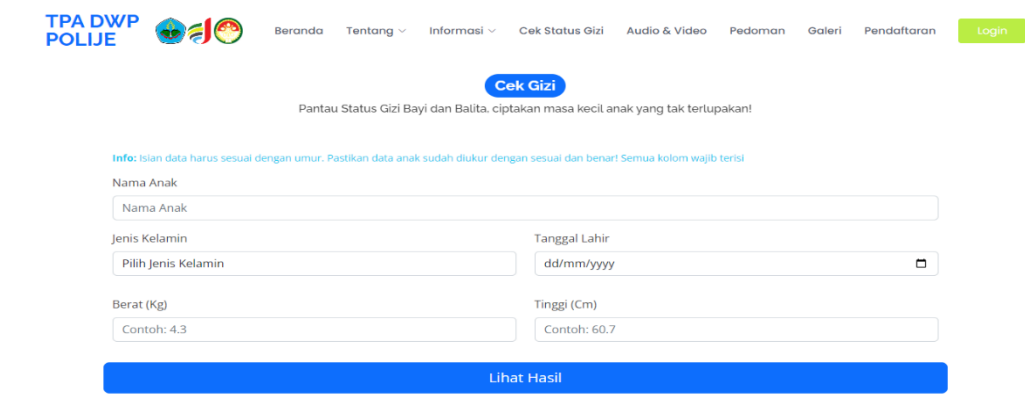 TPA DWP
POLIJE
Beranda Tentang Informasi Cek Status Gizi Audio & Video Pedoman Galeri Pendaftaran Login
Cek Gizi
Pantau Status Gizi Bayi dan Balita, ciptakan masa kecil anak yang tak terlupakan!
Info: Isian data harus sesuai dengan umur. Pastikan data anak sudah diukur dengan sesuai dan benar! Semua kolom wajib terisi
Nama Anak
Nama Anak
Jenis Kelamin Tanggal Lahir
Pilih Jenis Kelamin dd/mm/yyyy
Berat (Kg) Tinggi (Cm)
Contoh: 4.3 Contoh: 60.7
Lihat Hasil